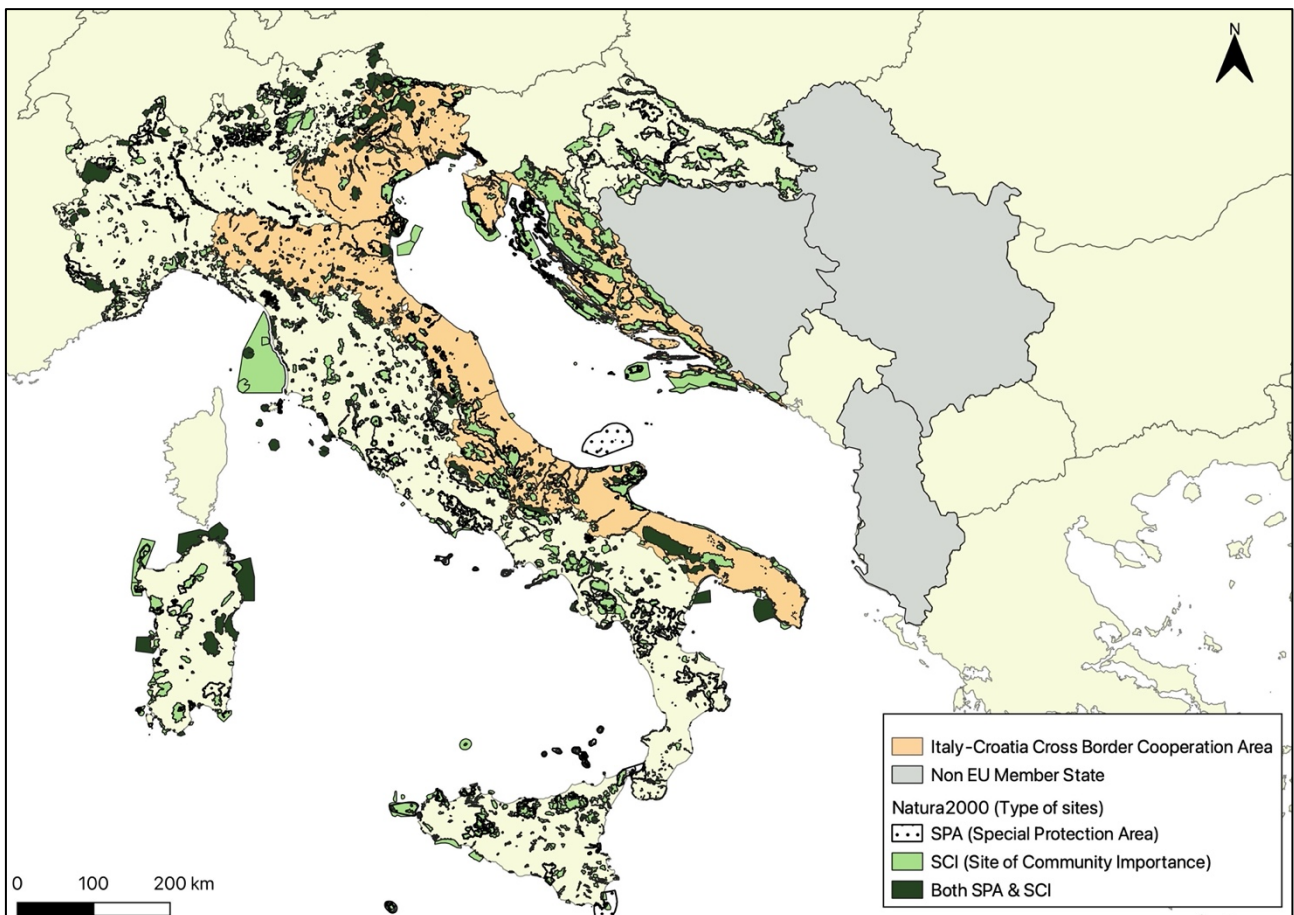 N
Italy-Croatia Cross Border Cooperation Area
Non EU Member State
Natura2000 (Type of sites)
SPA (Special Protection Area)
SCI (Site of Community Importance)
Both SPA & SCI
0 100 200 km